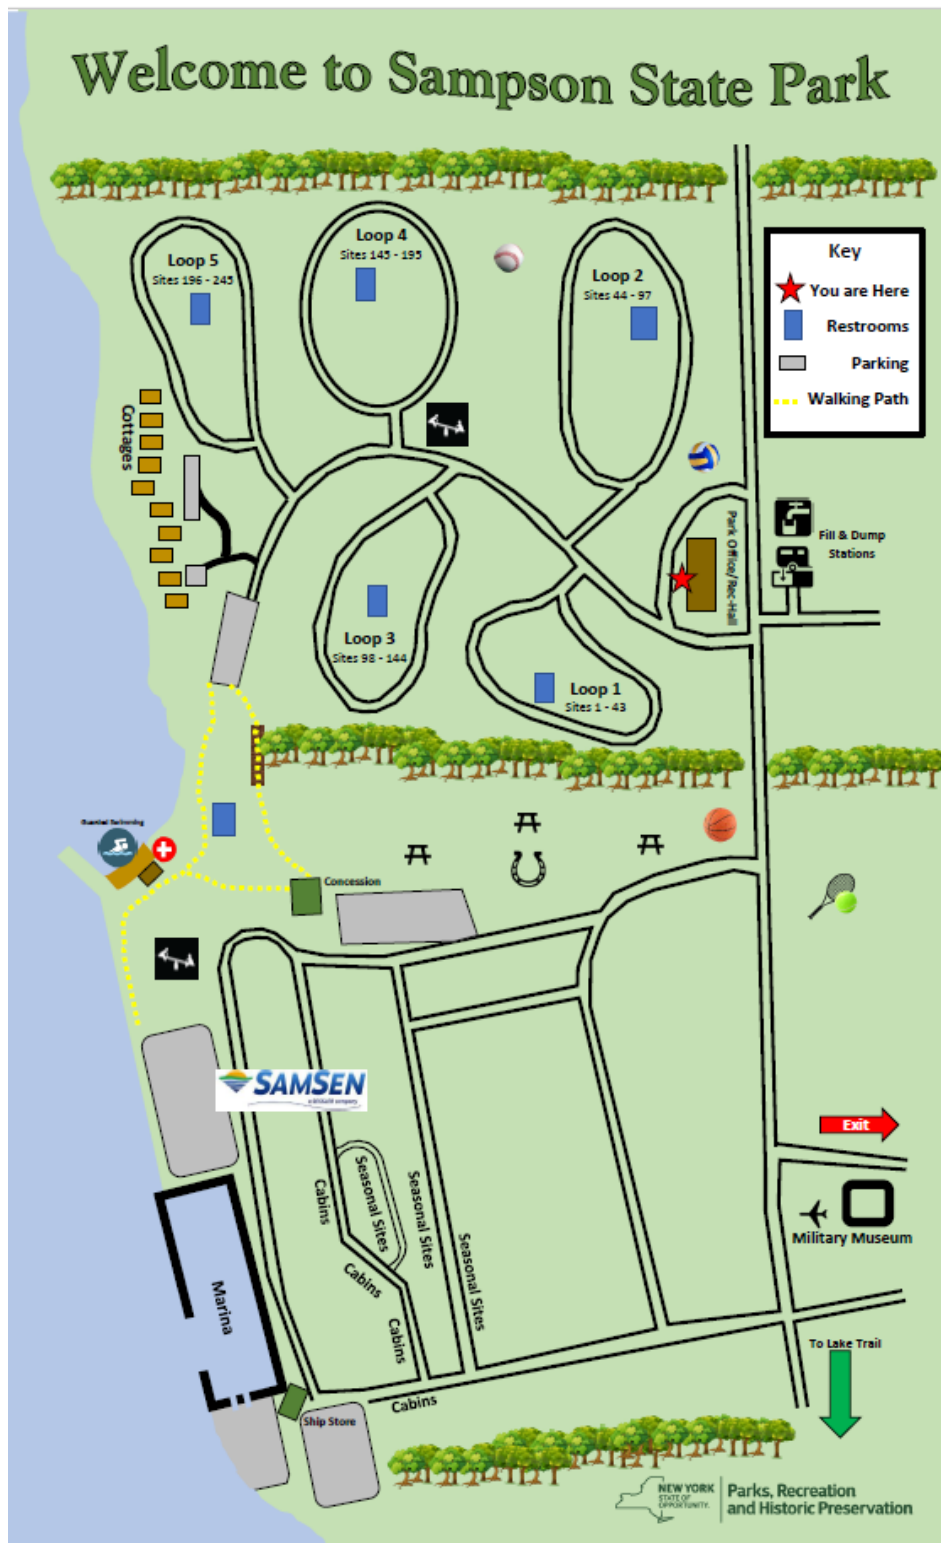 Welcome to Sampson State Park
Loop 5
Sites 196 - 245
Loop 4
Sites 145 - 195
Loop 2
Sites 44 - 97
Key
You are Here
Restrooms
Parking
Walking Path
Cottages
Park Office/Rec-Hall
Fill & Dump
Stations
Loop 3
Sites 98 - 144
Loop 1
Sites 1 - 43
Guarded Swimming
Concession
SAMSEN
Exit
Seasonal Sites
Seasonal Sites
Seasonal Sites
Cabins
Cabins
Cabins
Cabins
Military Museum
Marina
To Lake Trail
Ship Store
NEW YORK
STATE OF
OPPORTUNITY.
Parks, Recreation
and Historic Preservation